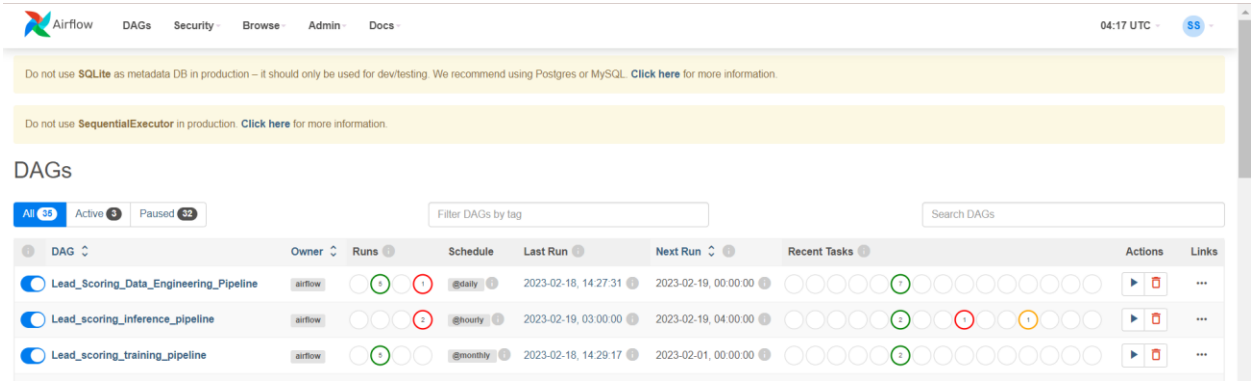 Airflow DAGs Security Browse Admin Docs 04:17 UTC SS
Do not use SQLite as metadata DB in production – it should only be used for dev/testing. We recommend using Postgres or MySQL. Click here for more information.
Do not use SequentialExecutor in production. Click here for more information.
DAGs
All 35 Active 3 Paused 32 Filter DAGs by tag Search DAGs
DAG Owner Runs Schedule Last Run Next Run Recent Tasks Actions Links
Lead_Scoring_Data_Engineering_Pipeline airflow 5 1 @daily 2023-02-18, 14:27:31 2023-02-19, 00:00:00 7
Lead_scoring_inference_pipeline airflow 2 @hourly 2023-02-19, 03:00:00 2023-02-19, 04:00:00 2 1 1
Lead_scoring_training_pipeline airflow 5 @monthly 2023-02-18, 14:29:17 2023-02-01, 00:00:00 2